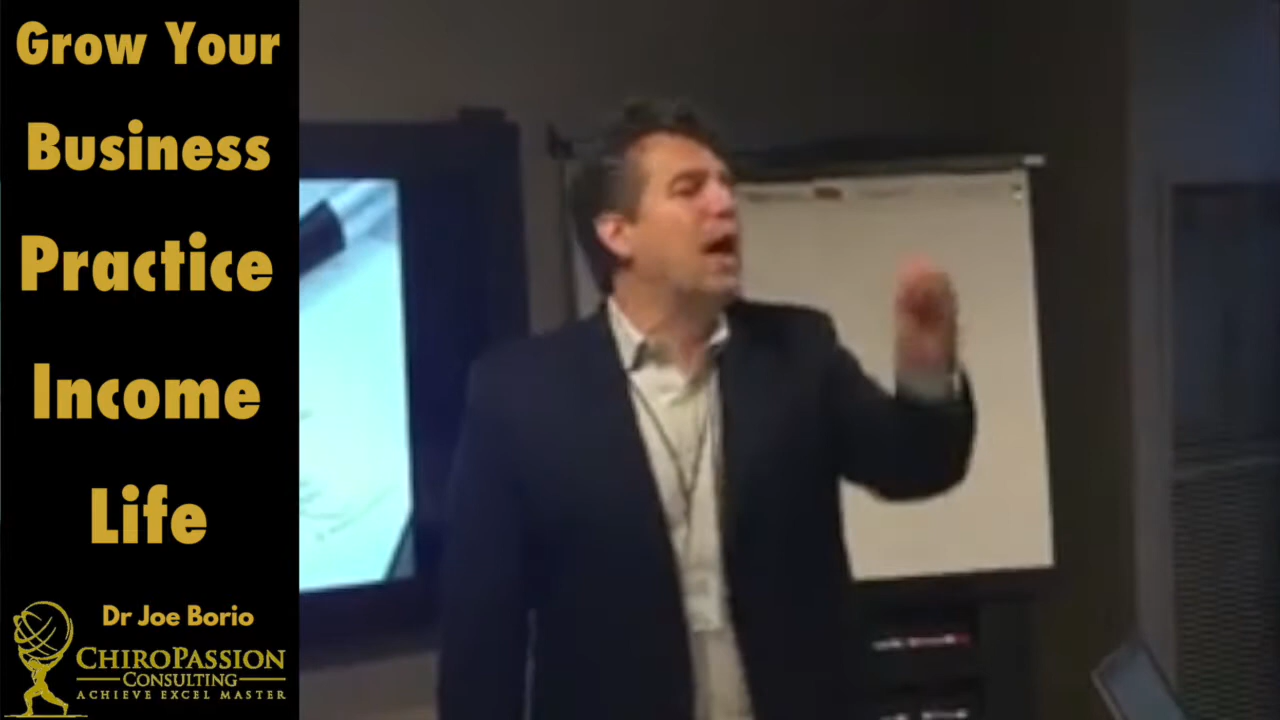 Grow Your
Business
Practice
Income
Life
Dr Joe Borio
CHIROPASSION
CONSULTING
ACHIEVE EXCEL MASTER